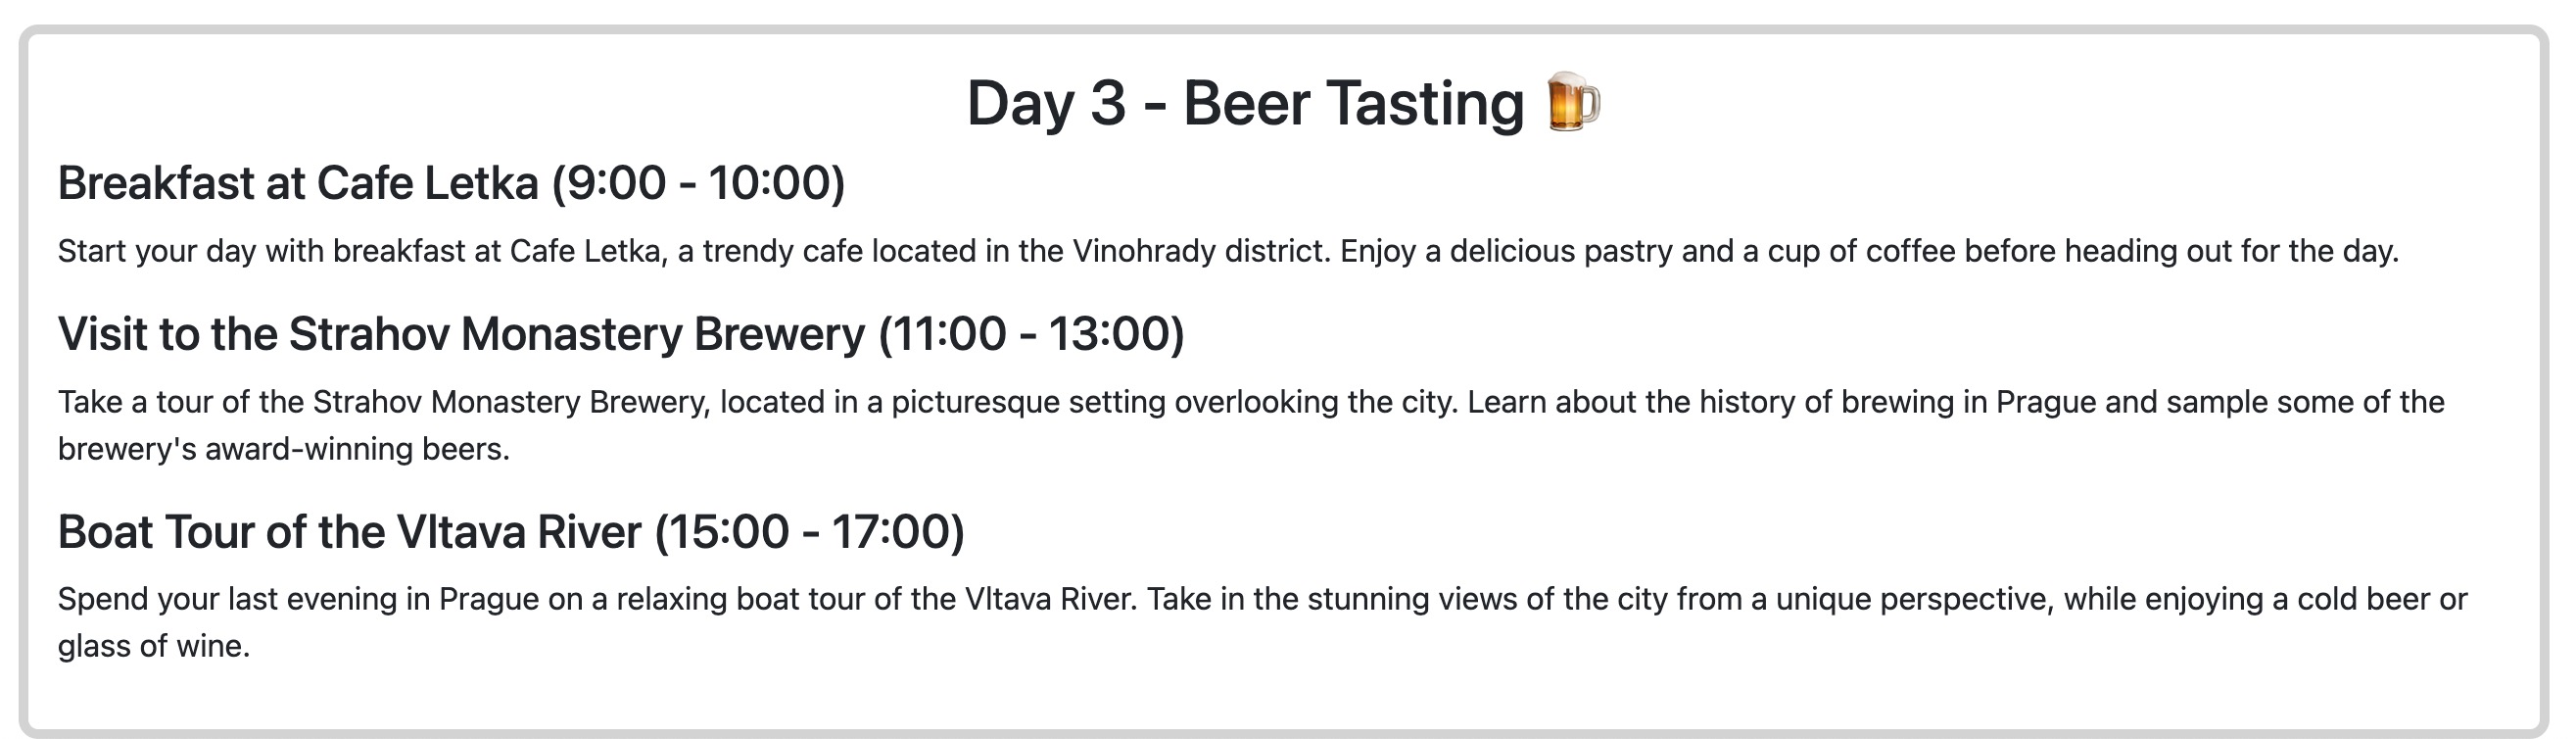 Day 3 - Beer Tasting 🍺
Breakfast at Cafe Letka (9:00 - 10:00)
Start your day with breakfast at Cafe Letka, a trendy cafe located in the Vinohrady district. Enjoy a delicious pastry and a cup of coffee before heading out for the day.
Visit to the Strahov Monastery Brewery (11:00 - 13:00)
Take a tour of the Strahov Monastery Brewery, located in a picturesque setting overlooking the city. Learn about the history of brewing in Prague and sample some of the
brewery's award-winning beers.
Boat Tour of the Vltava River (15:00 - 17:00)
Spend your last evening in Prague on a relaxing boat tour of the Vltava River. Take in the stunning views of the city from a unique perspective, while enjoying a cold beer or
glass of wine.